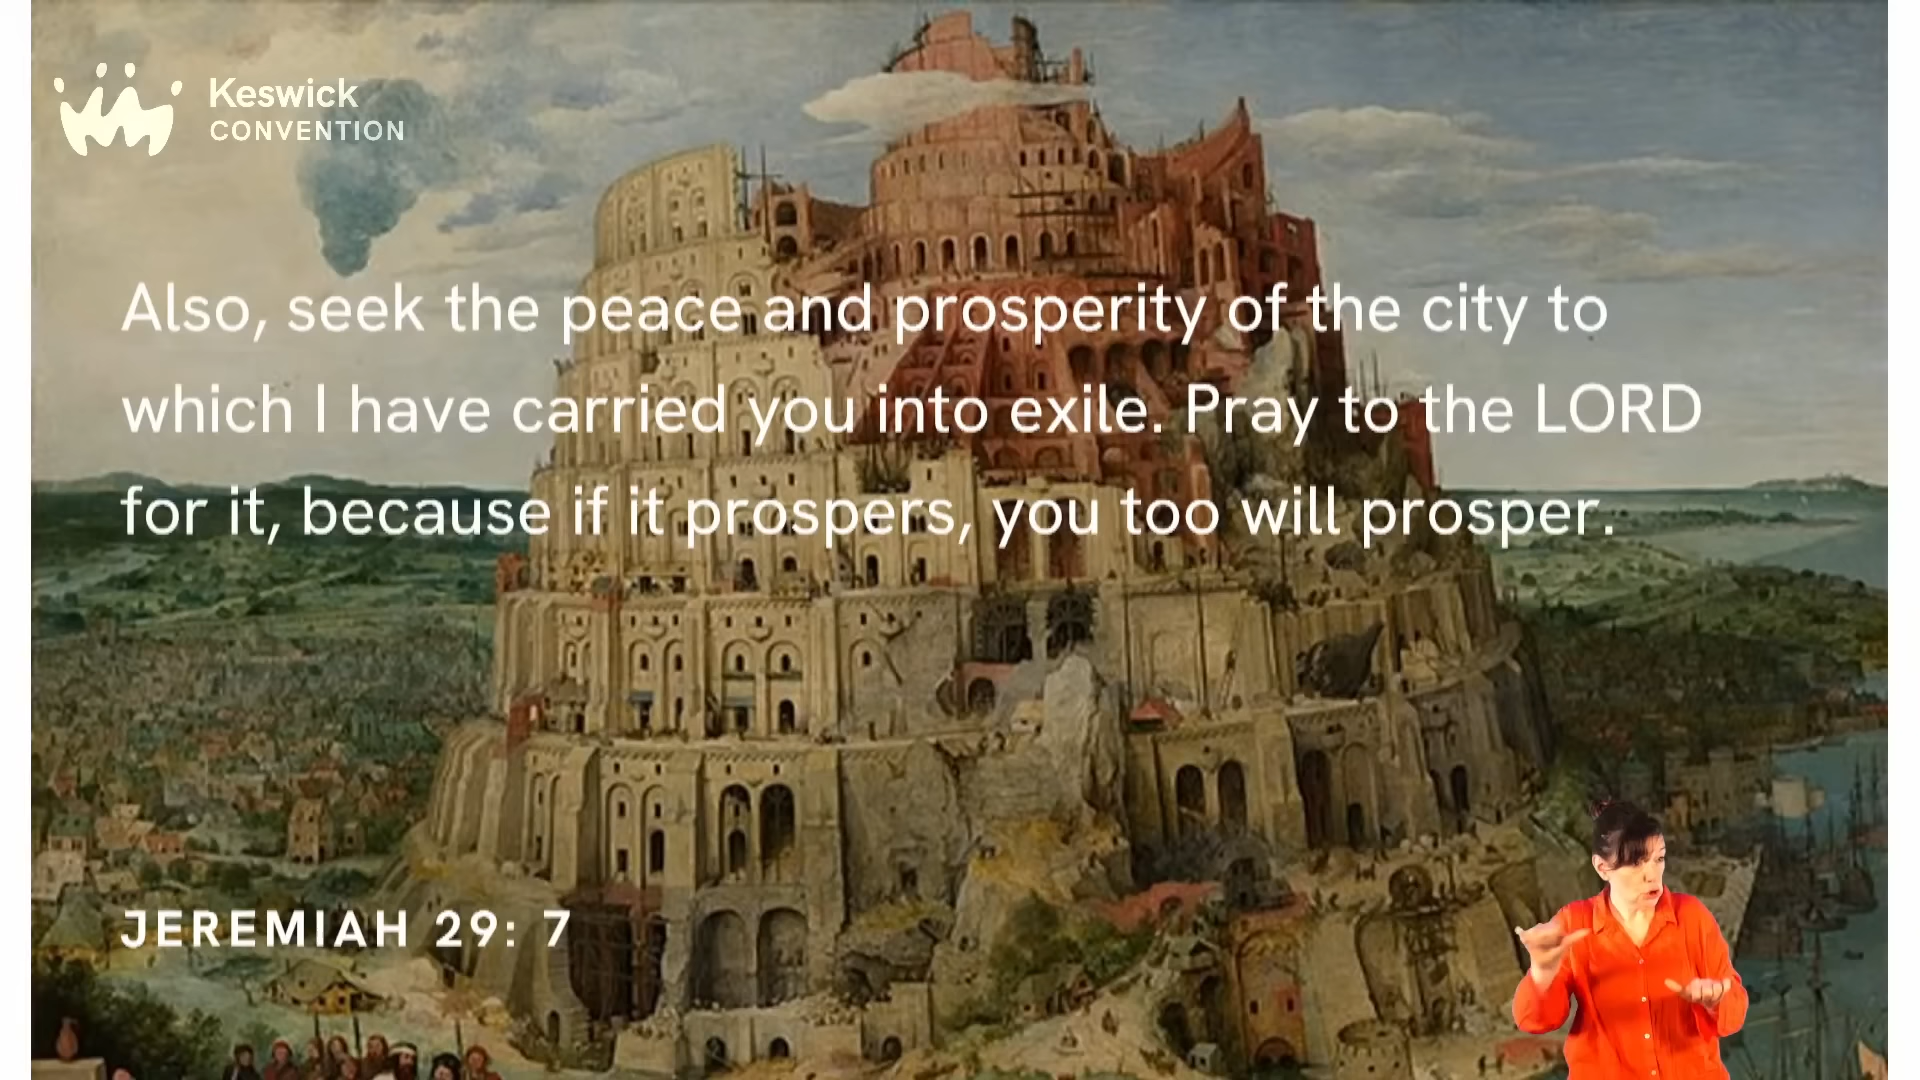 Keswick
CONVENTION
Also, seek the peace and prosperity of the city to
which I have carried you into exile. Pray to the LORD
for it, because if it prospers, you too will prosper.
JEREMIAH 29: 7